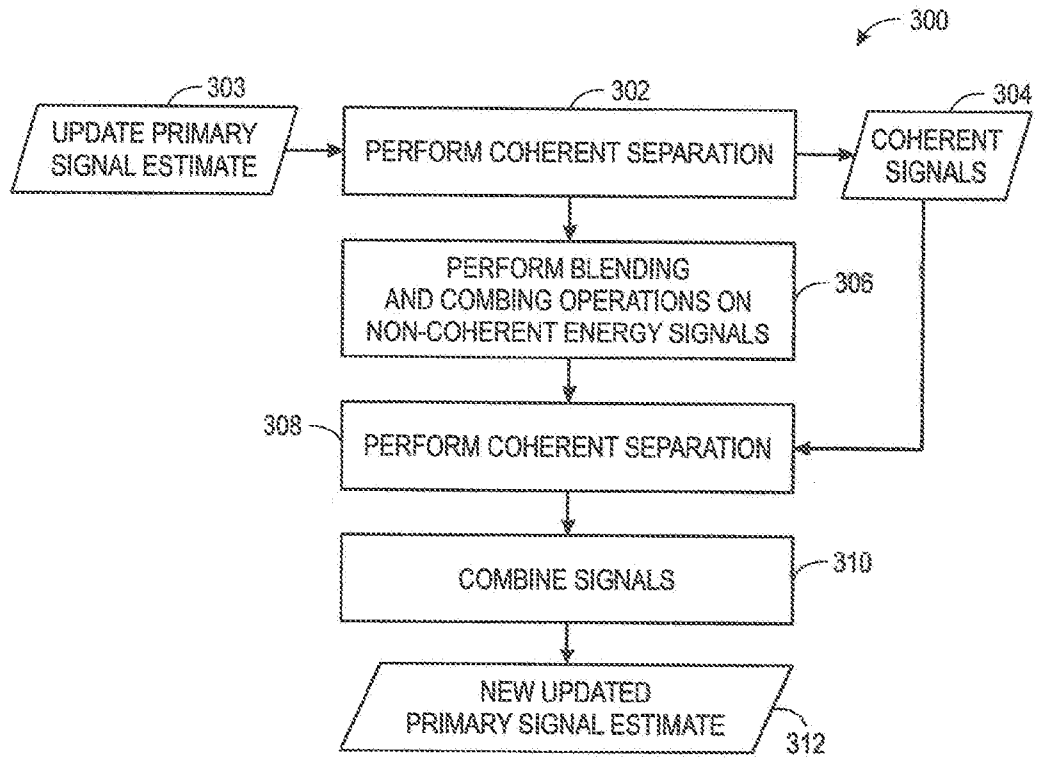 300
303
UPDATE PRIMARY
SIGNAL ESTIMATE
302
PERFORM COHERENT SEPARATION
304
COHERENT
SIGNALS
PERFORM BLENDING
AND COMBING OPERATIONS ON
NON-COHERENT ENERGY SIGNALS
306
308
PERFORM COHERENT SEPARATION
COMBINE SIGNALS
310
NEW UPDATED
PRIMARY SIGNAL ESTIMATE
312